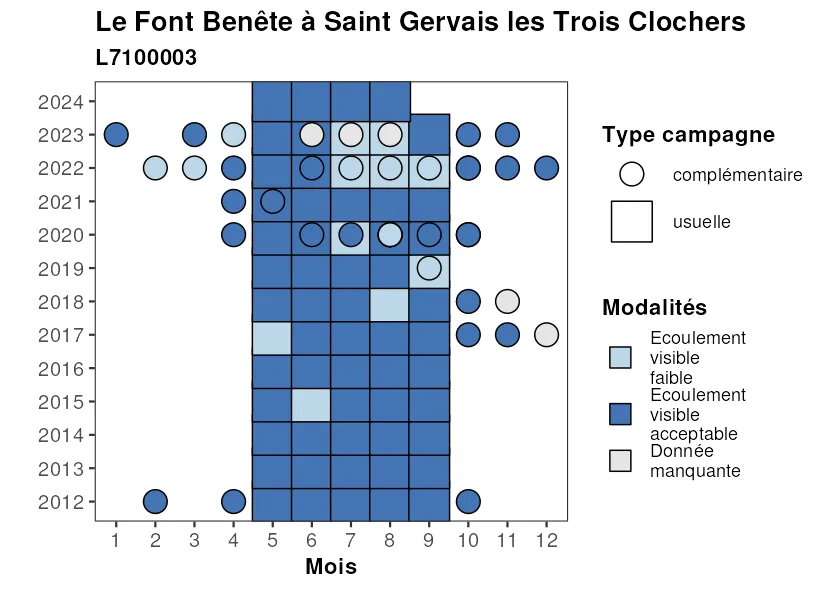 Le Font Benête à Saint Gervais les Trois Clochers
L7100003
2024
2023
2022
2021
2020
2019
2018
2017
2016
2015
2014
2013
2012
1 2 3 4 5 6 7 8 9 10 11 12
Mois
Type campagne
complémentaire
usuelle
Modalités
Ecoulement
visible
faible
Ecoulement
visible
acceptable
Donnée
manquante